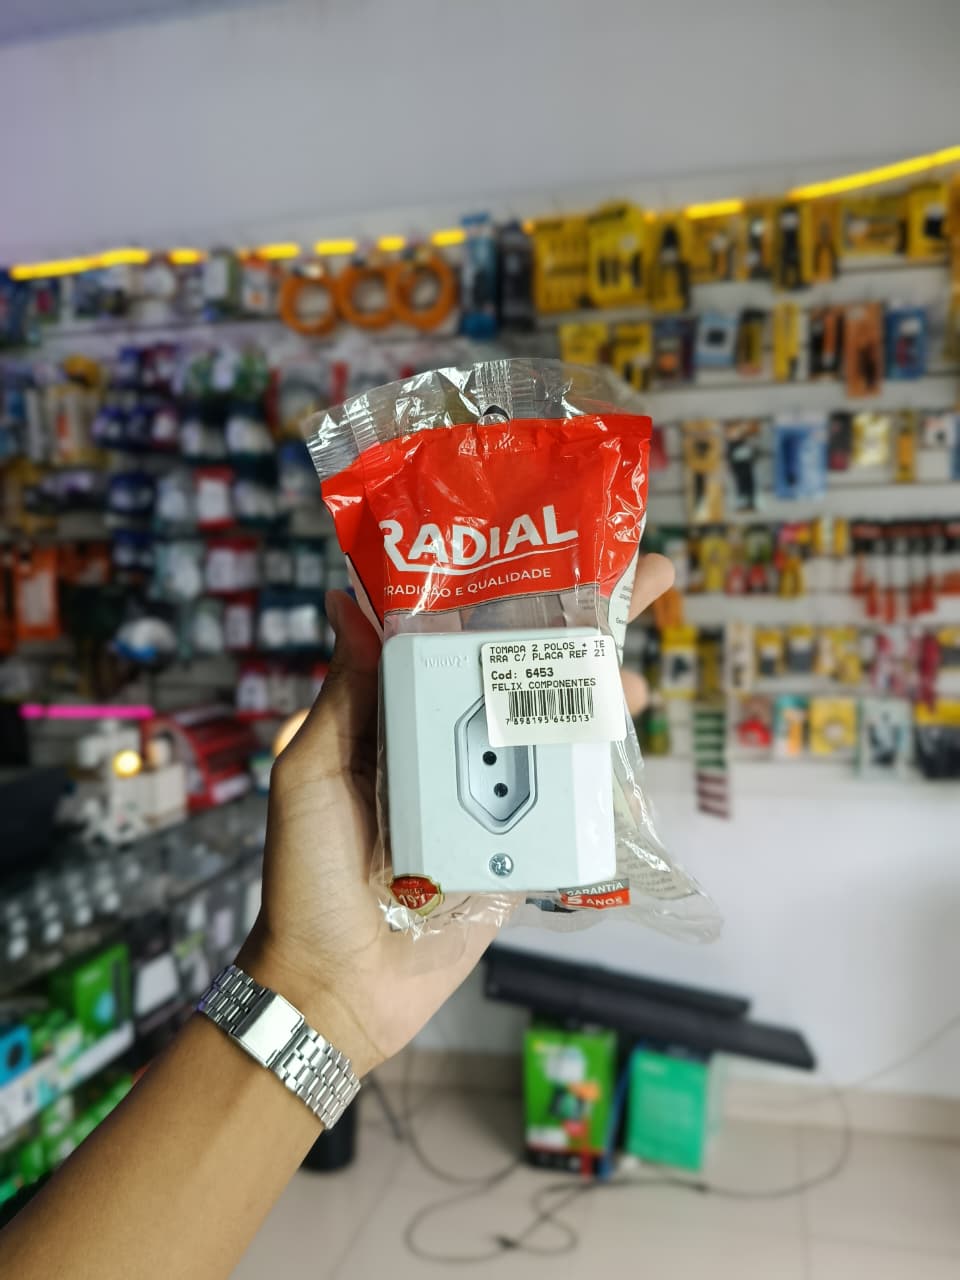 RADIAL
TRADIÇÃO E QUALIDADE
TOMADA 2 POLOS + TE
RRA C/ PLACA REF 21
Cod: 6453
FELIX COMPONENTES
7898195645013
GARANTIA
5 ANOS